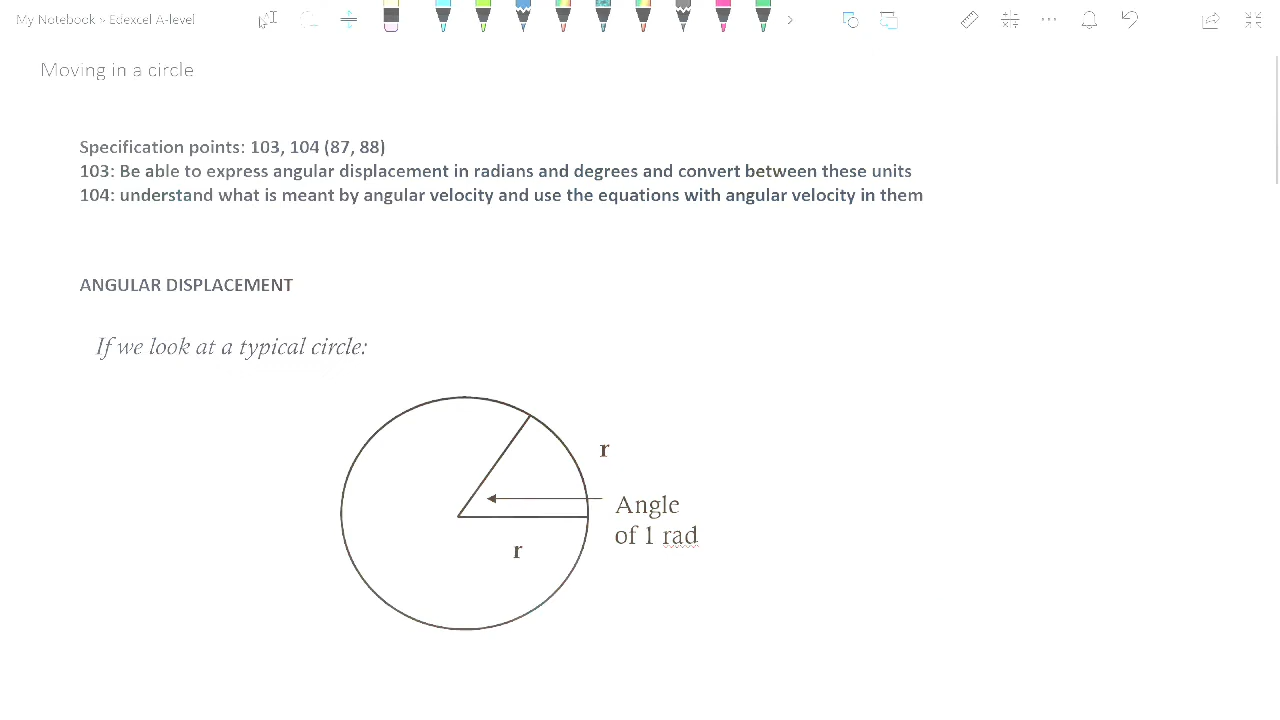 My Notebook > Edexcel A-level
Moving in a circle
Specification points: 103, 104 (87, 88)
103: Be able to express angular displacement in radians and degrees and convert between these units
104: understand what is meant by angular velocity and use the equations with angular velocity in them
ANGULAR DISPLACEMENT
If we look at a typical circle:
r
Angle
of 1 rad
r